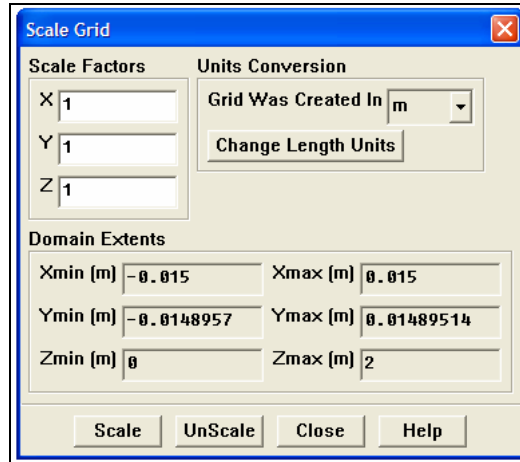 Scale Grid
Scale Factors Units Conversion
X 1 Grid Was Created In m
Y 1 Change Length Units
Z 1
Domain Extents
Xmin (m) -0.015 Xmax (m) 0.015
Ymin (m) -0.0148957 Ymax (m) 0.01489514
Zmin (m) 0 Zmax (m) 2
Scale UnScale Close Help